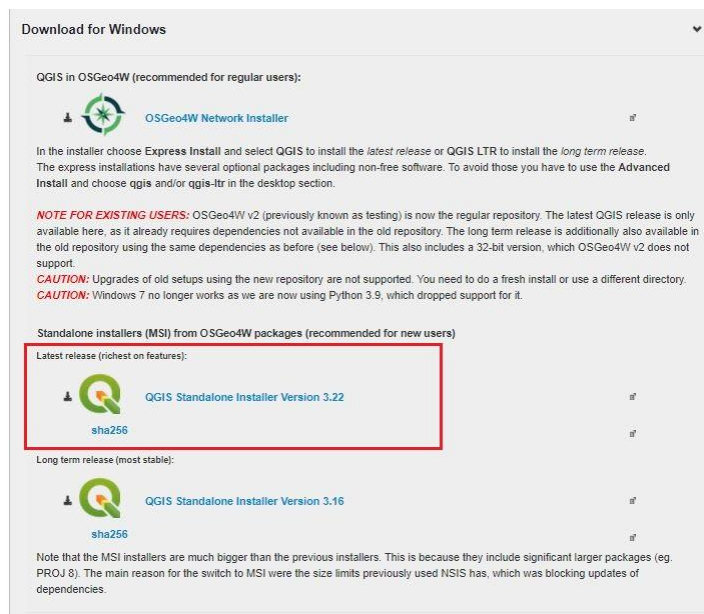 Download for Windows
QGIS in OSGeo4W (recommended for regular users):
OSGeo4W Network Installer
In the installer choose Express Install and select QGIS to install the latest release or QGIS LTR to install the long term release.
The express installations have several optional packages including non-free software. To avoid those you have to use the Advanced
Install and choose qgis and/or qgis-ltr in the desktop section.
NOTE FOR EXISTING USERS: OSGeo4W v2 (previously known as testing) is now the regular repository. The latest QGIS release is only
available here, as it already requires dependencies not available in the old repository. The long term release is additionally also available in
the old repository using the same dependencies as before (see below). This also includes a 32-bit version, which OSGeo4W v2 does not
support.
CAUTION: Upgrades of old setups using the new repository are not supported. You need to do a fresh install or use a different directory.
CAUTION: Windows 7 no longer works as we are now using Python 3.9, which dropped support for it.
Standalone installers (MSI) from OSGeo4W packages (recommended for new users)
Latest release (richest on features):
QGIS Standalone Installer Version 3.22
sha256
Long term release (most stable):
QGIS Standalone Installer Version 3.16
sha256
Note that the MSI installers are much bigger than the previous installers. This is because they include significant larger packages (eg.
PROJ 8). The main reason for the switch to MSI were the size limits previously used NSIS has, which was blocking updates of
dependencies.